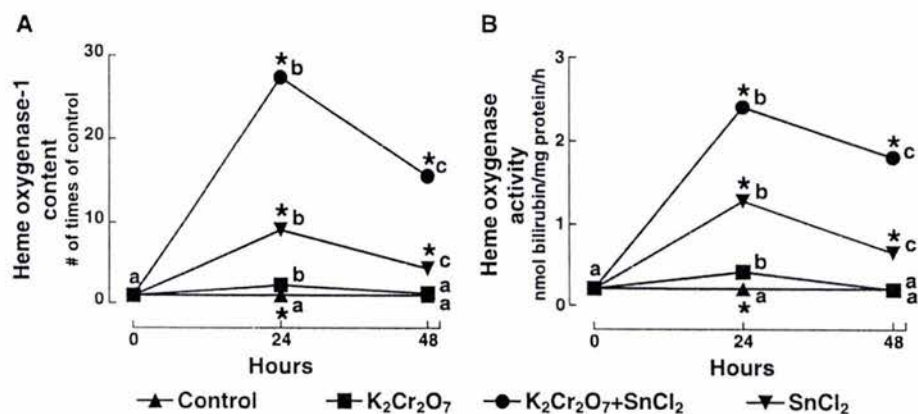 A
Heme oxygenase-1
content
# of times of control
30
20
10
0
a
* b
* c
* b
* c
b
a
*
a
a
0
24
48
Hours
B
Heme oxygenase
activity
nmol bilirubin/mg protein/h
3
2
1
0
a
* b
* c
* b
* c
b
a
*
a
a
0
24
48
Hours
Control
K₂Cr₂O₇
K₂Cr₂O₇+SnCl₂
SnCl₂